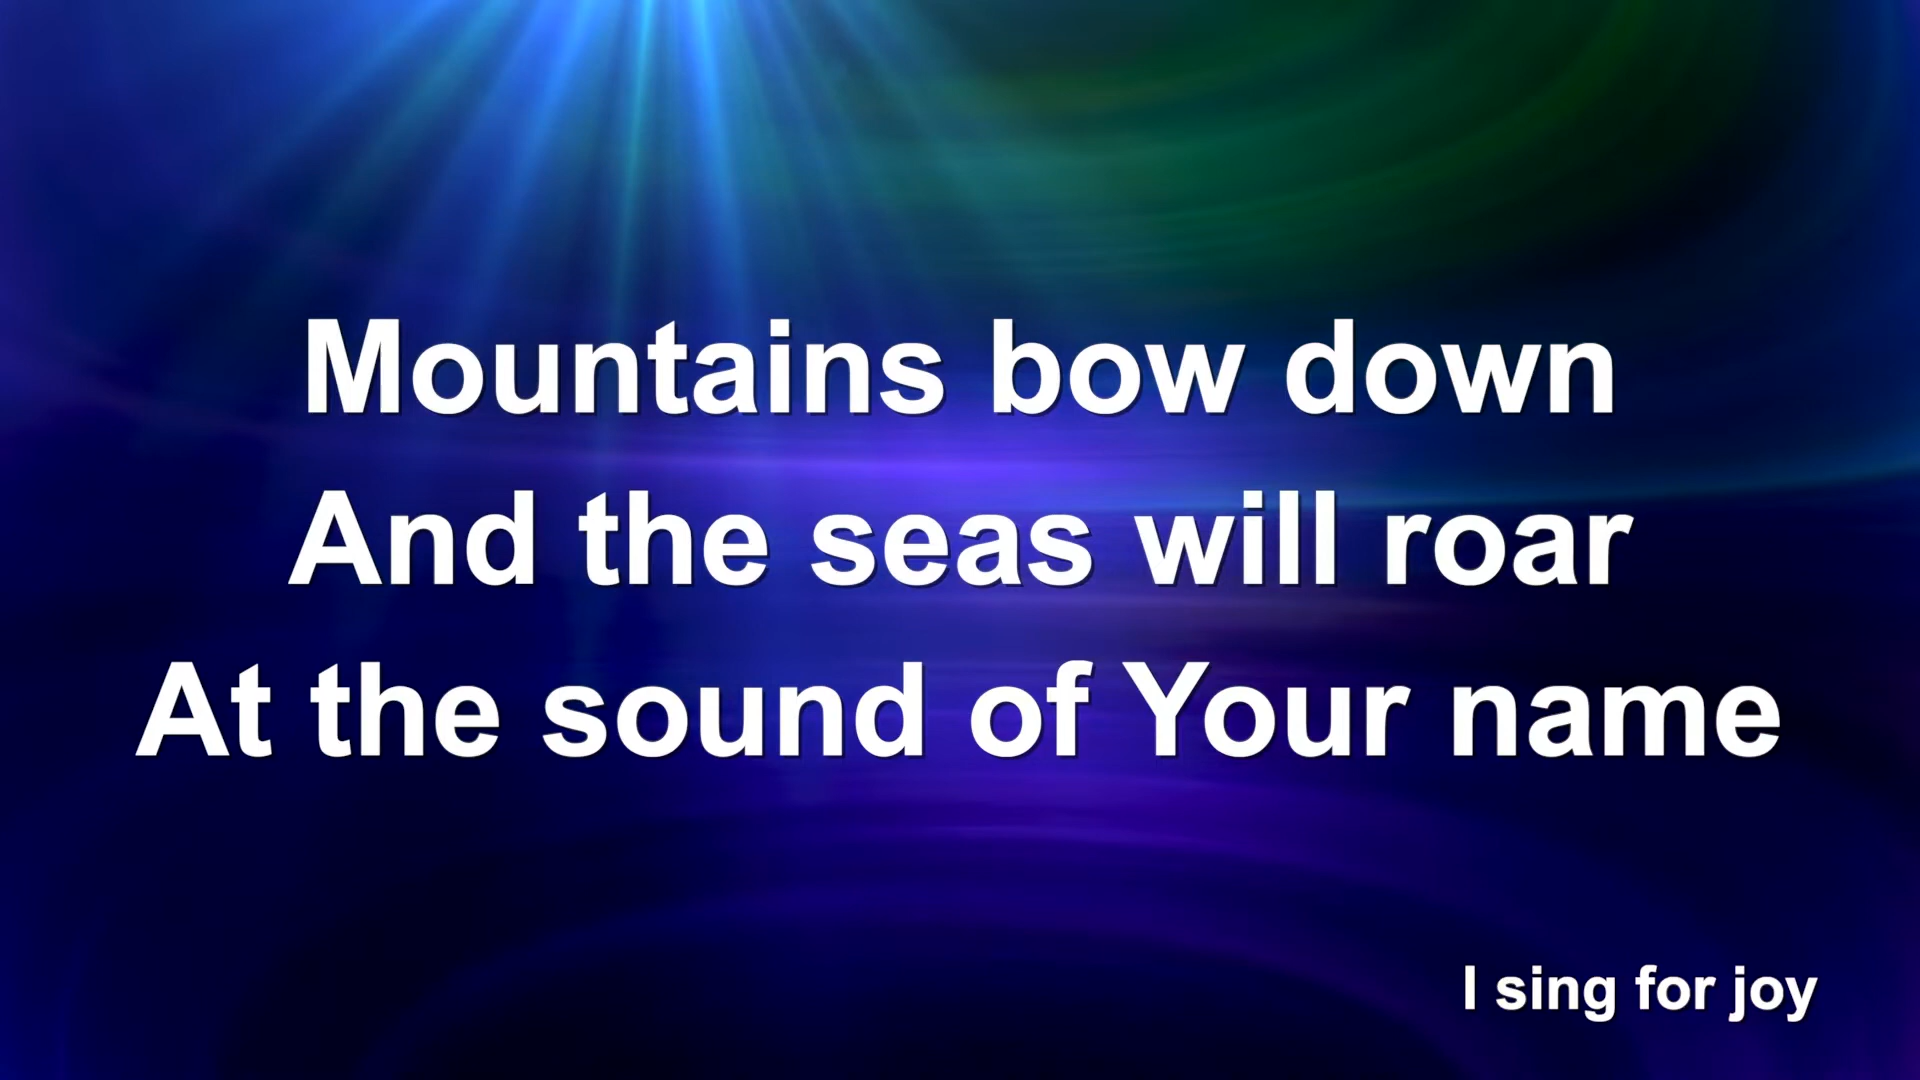 Mountains bow down
And the seas will roar
At the sound of Your name
I sing for joy